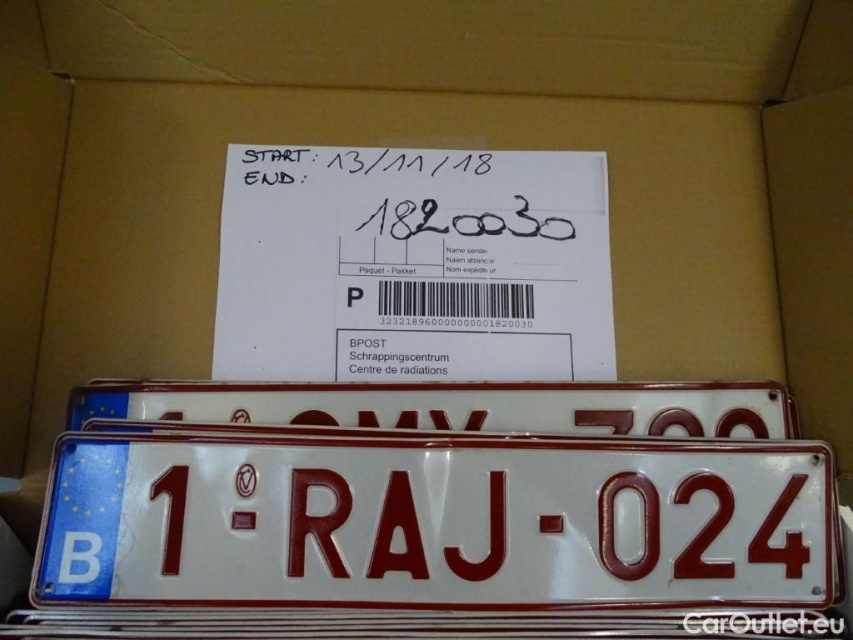 START: 13/11/18
END:
1820030
Name sender
Naam afzender
Nom expéditeur
Paquet - Pakket
P
323218960000000001820030
BPOST
Schrappingscentrum
Centre de radiations
B 1-RAJ-024
CarOutlet.eu